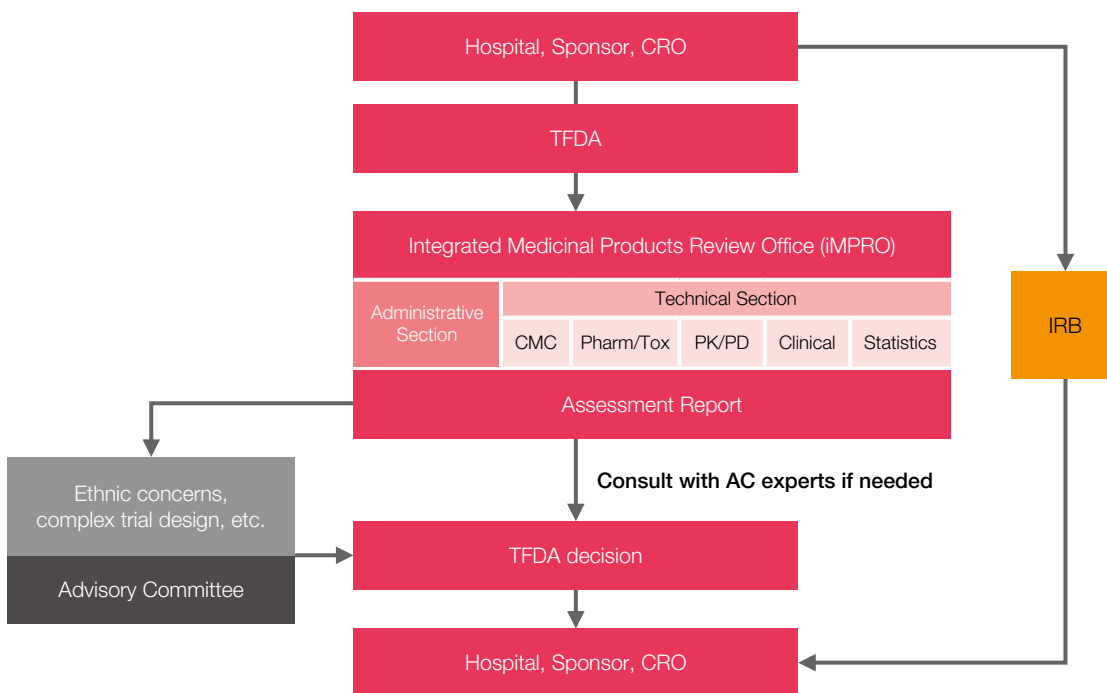 Hospital, Sponsor, CRO
TFDA
Integrated Medicinal Products Review Office (iMPRO)
Administrative
Section
Technical Section
CMC
Pharm/Tox
PK/PD
Clinical
Statistics
IRB
Assessment Report
Consult with AC experts if needed
Ethnic concerns,
complex trial design, etc.
Advisory Committee
TFDA decision
Hospital, Sponsor, CRO